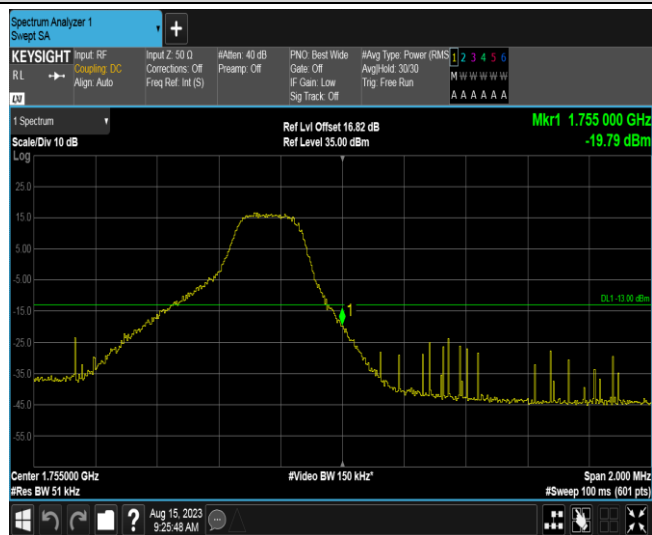 Spectrum Analyzer 1
Swept SA
+
KEYSIGHT
RL
LXI
Input: RF
Coupling: DC
Align: Auto
Input Z: 50 Ω
Corrections: Off
Freq Ref: Int (S)
#Atten: 40 dB
Preamp: Off
PNO: Best Wide
Gate: Off
IF Gain: Low
Sig Track: Off
#Avg Type: Power (RMS
Avg|Hold: 30/30
Trig: Free Run
1 2 3 4 5 6
M W W W W W
A A A A A A
1 Spectrum
Scale/Div 10 dB
Log
Ref Lvl Offset 16.82 dB
Ref Level 35.00 dBm
Mkr1 1.755 000 GHz
-19.79 dBm
25.0
15.0
5.00
-5.00
DL1 -13.00 dBm
1
-15.0
-25.0
-35.0
-45.0
-55.0
Center 1.755000 GHz
#Res BW 51 kHz
#Video BW 150 kHz*
Span 2.000 MHz
#Sweep 100 ms (601 pts)
?
Aug 15, 2023
9:25:48 AM